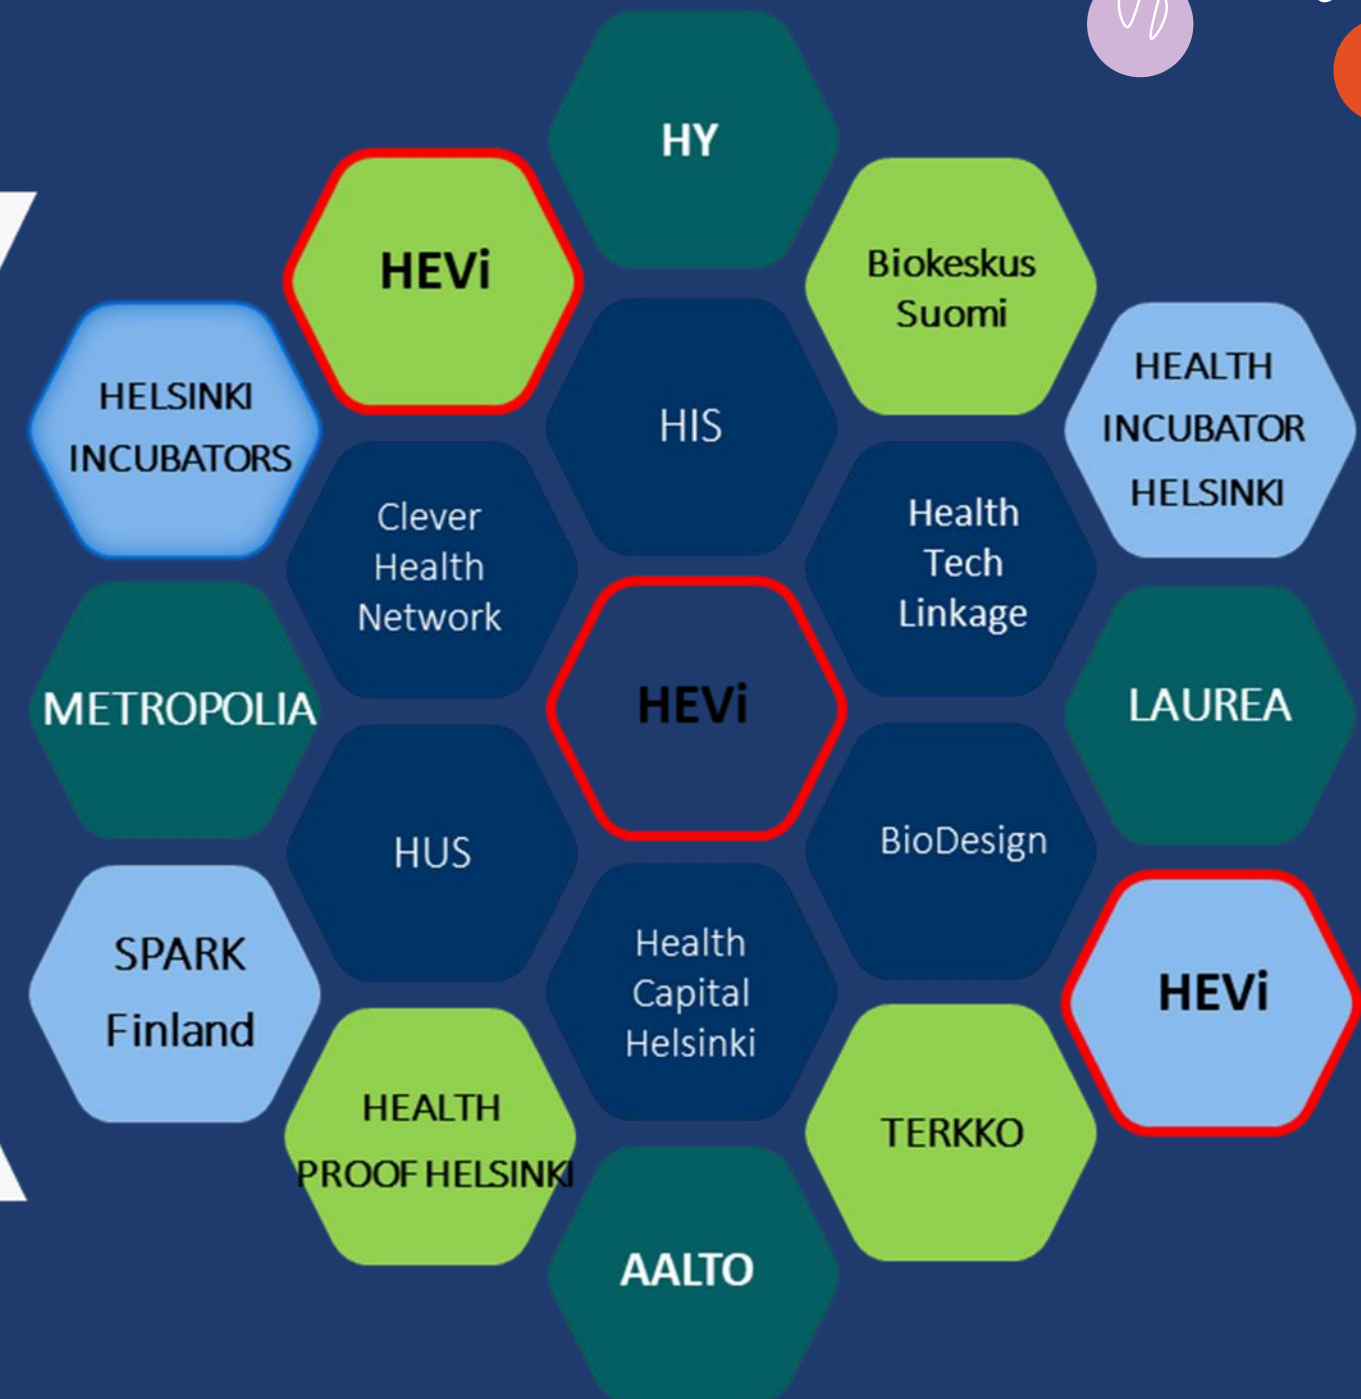 HY
HEVi
Biokeskus
Suomi
HELSINKI
INCUBATORS
HIS
HEALTH
INCUBATOR
HELSINKI
Clever
Health
Network
Health
Tech
Linkage
METROPOLIA
HEVi
LAUREA
HUS
BioDesign
SPARK
Finland
Health
Capital
Helsinki
HEVi
HEALTH
PROOF HELSINKI
TERKKO
AALTO